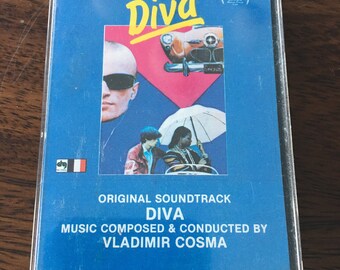 Diva
ORIGINAL SOUNDTRACK
DIVA
MUSIC COMPOSED & CONDUCTED BY
VLADIMIR COSMA